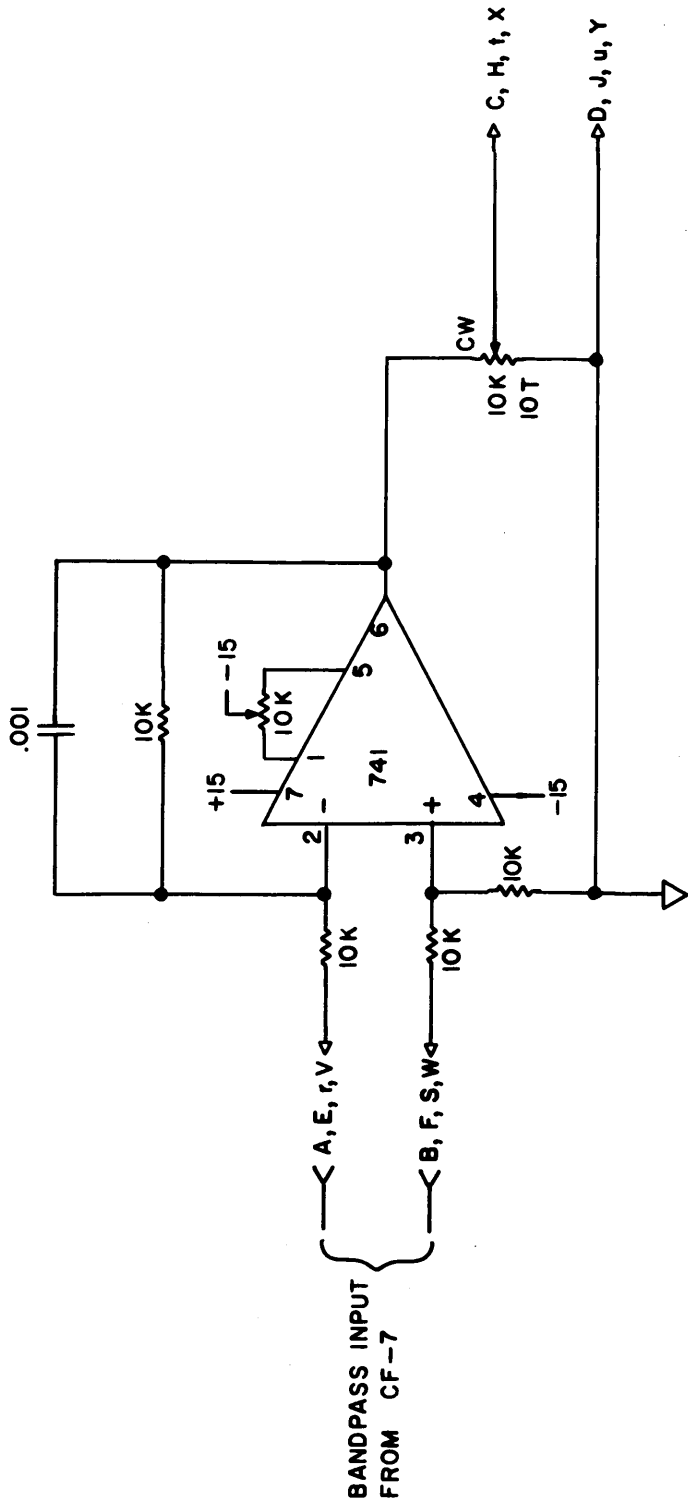 .001
10K
-15
10K
+15
7
1
5
2
-
741
6
3
+
4
-15
10K
10K
10K
A, E, r, V
B, F, S, W
BANDPASS INPUT
FROM CF-7
CW
10K
10T
C, H, t, X
D, J, u, Y